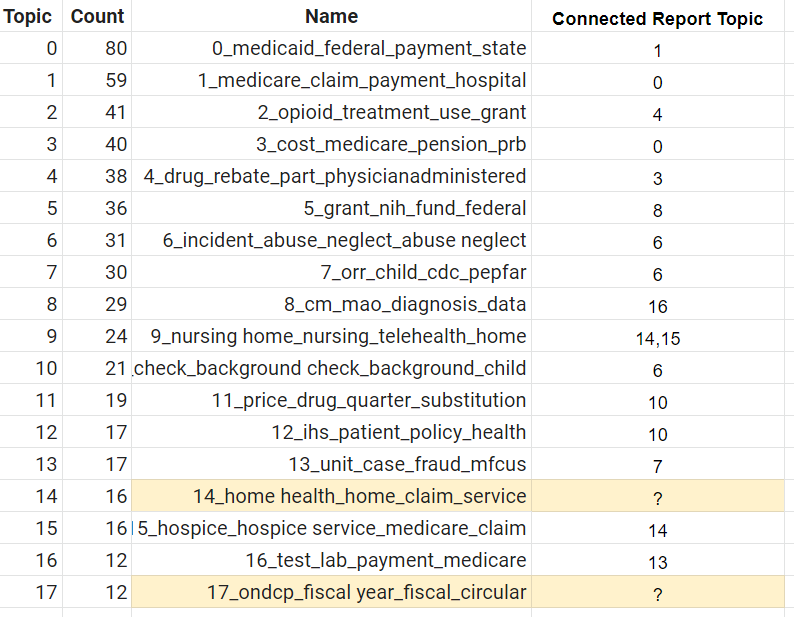 Topic Count Name Connected Report Topic
0 80 0_medicaid_federal_payment_state 1
1 59 1_medicare_claim_payment_hospital 0
2 41 2_opioid_treatment_use_grant 4
3 40 3_cost_medicare_pension_prb 0
4 38 4_drug_rebate_part_physicianadministered 3
5 36 5_grant_nih_fund_federal 8
6 31 6_incident_abuse_neglect_abuse neglect 6
7 30 7_orr_child_cdc_pepfar 6
8 29 8_cm_mao_diagnosis_data 16
9 24 9_nursing home_nursing_telehealth_home 14,15
10 21 _check_background check_background_child 6
11 19 11_price_drug_quarter_substitution 10
12 17 12_ihs_patient_policy_health 10
13 17 13_unit_case_fraud_mfcus 7
14 16 14_home health_home_claim_service ?
15 16 5_hospice_hospice service_medicare_claim 14
16 12 16_test_lab_payment_medicare 13
17 12 17_ondcp_fiscal year_fiscal_circular ?